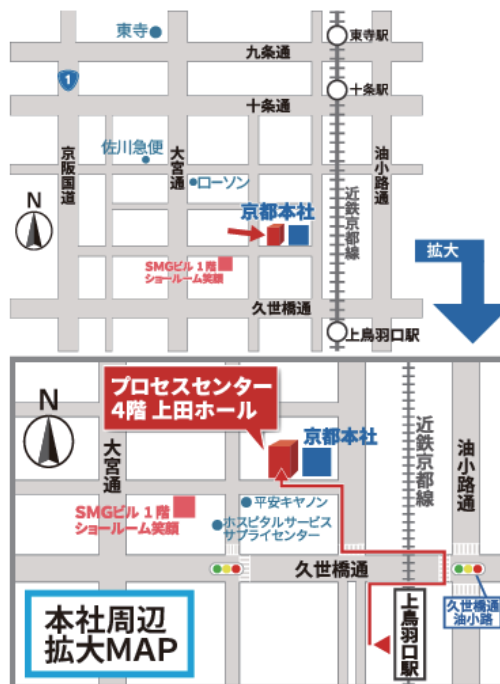 東寺
東寺駅
九条通
1
十条駅
十条通
京阪国道
佐川急便
大宮通
ローソン
油小路通
近鉄京都線
N
京都本社
拡大
SMGビル 1階
ショールーム笑顔
久世橋通
上鳥羽口駅
プロセスセンター
4階 上田ホール
N
京都本社
大宮通
近鉄京都線
油小路通
SMGビル 1階
ショールーム笑顔
平安キヤノン
ホスピタルサービス
サプライセンター
久世橋通
久世橋通
油小路
上鳥羽口駅
本社周辺
拡大MAP